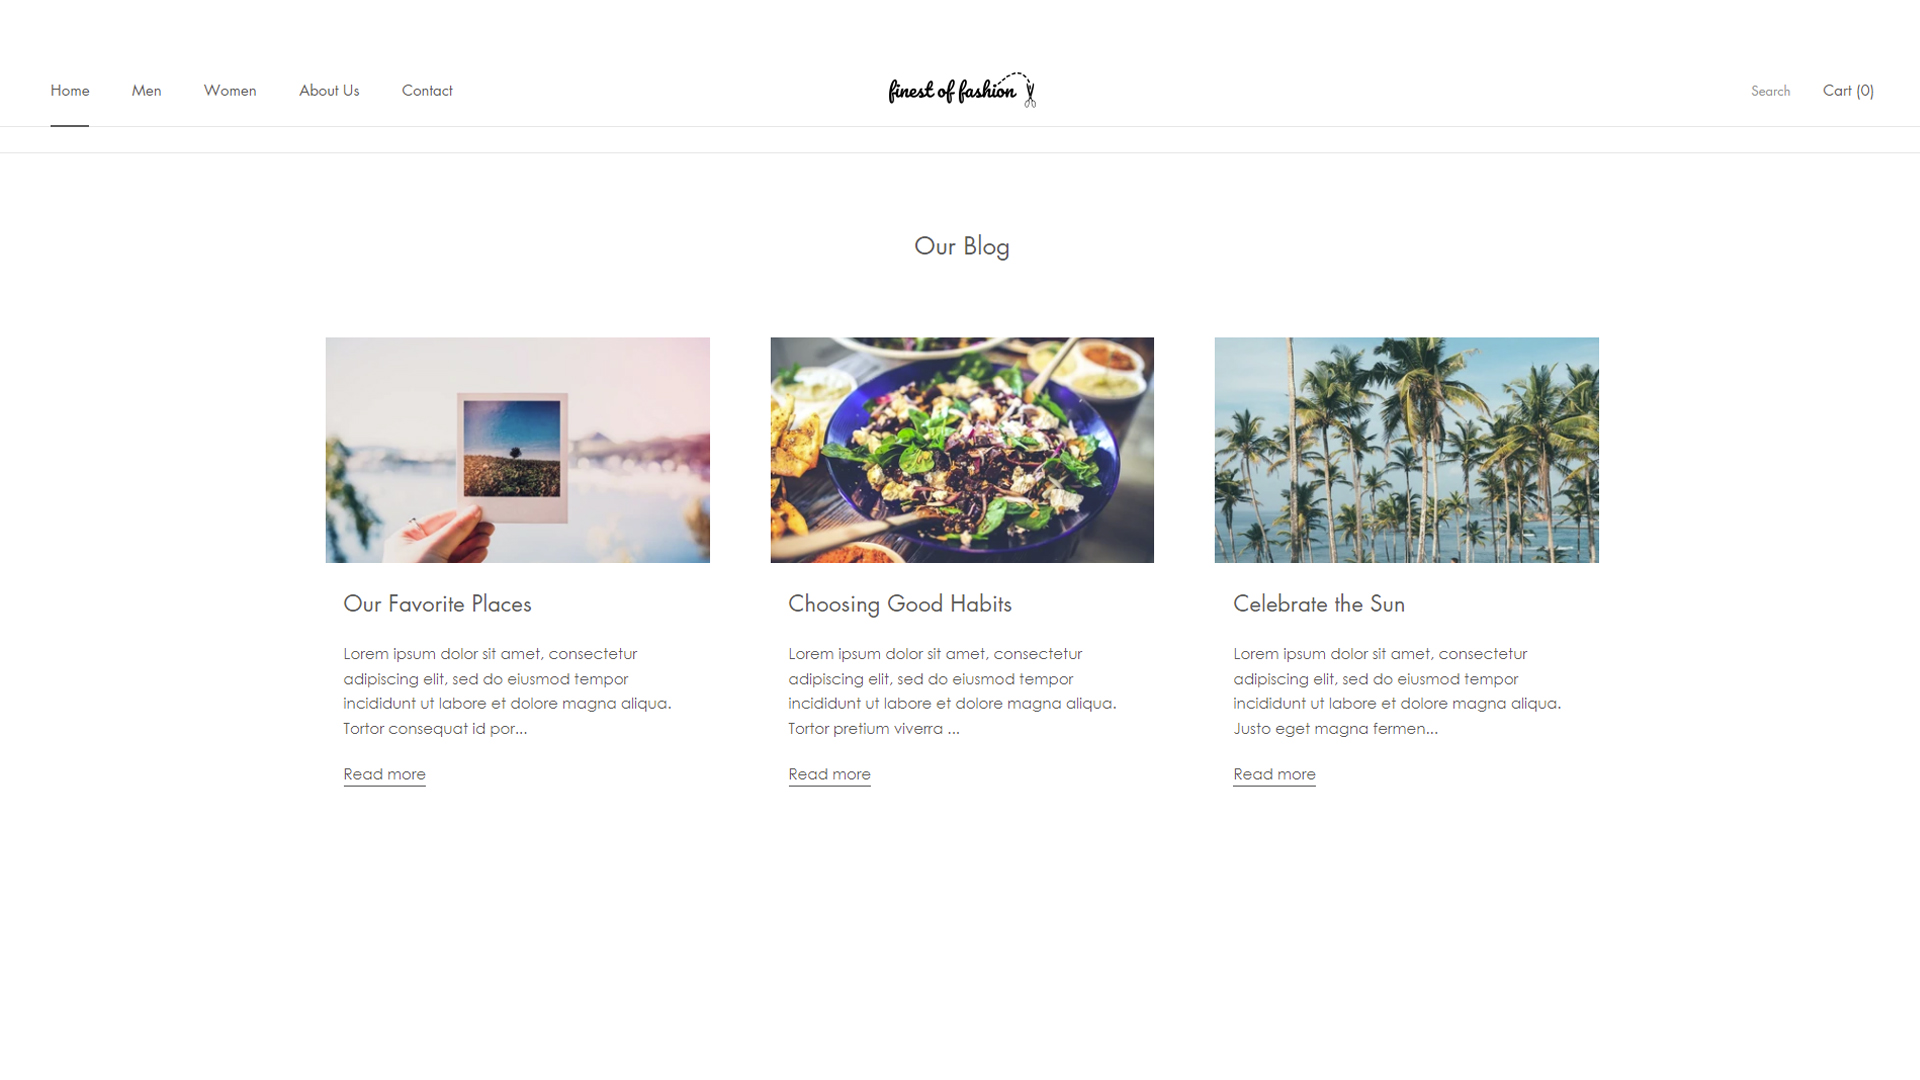 Home Men Women About Us Contact
finest of fashion
Search Cart (0)
Our Blog
Our Favorite Places
Lorem ipsum dolor sit amet, consectetur
adipiscing elit, sed do eiusmod tempor
incididunt ut labore et dolore magna aliqua.
Tortor consequat id por...
Read more
Choosing Good Habits
Lorem ipsum dolor sit amet, consectetur
adipiscing elit, sed do eiusmod tempor
incididunt ut labore et dolore magna aliqua.
Tortor pretium viverra ...
Read more
Celebrate the Sun
Lorem ipsum dolor sit amet, consectetur
adipiscing elit, sed do eiusmod tempor
incididunt ut labore et dolore magna aliqua.
Justo eget magna fermen...
Read more